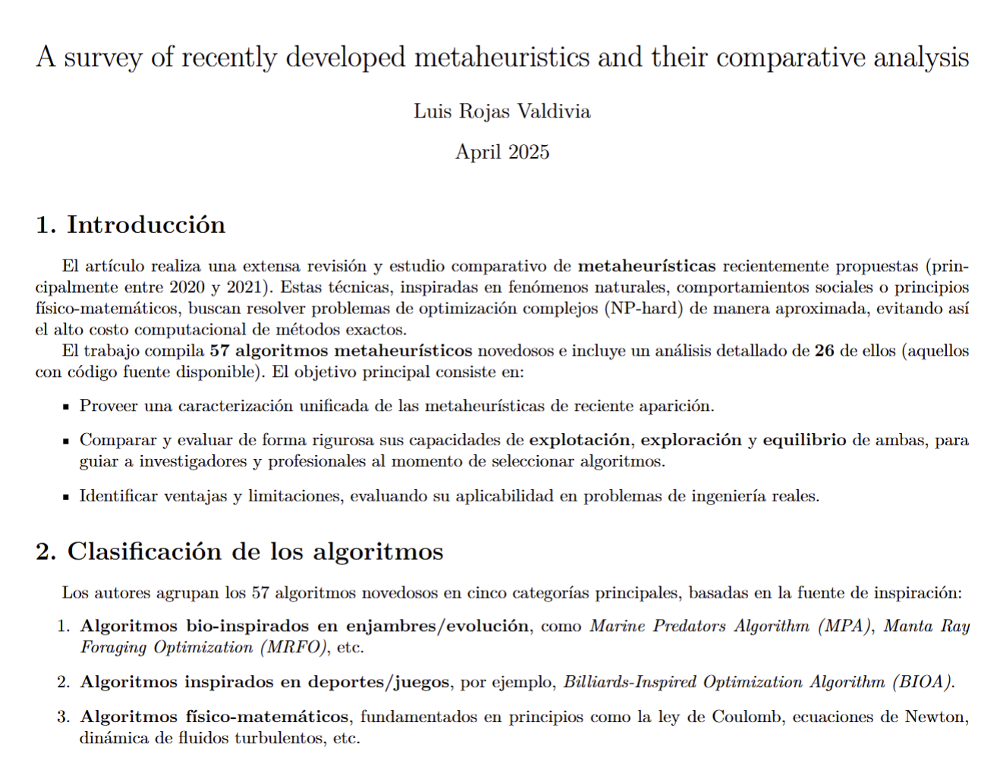 A survey of recently developed metaheuristics and their comparative analysis
Luis Rojas Valdivia
April 2025
1. Introducción
El artículo realiza una extensa revisión y estudio comparativo de metaheurísticas recientemente propuestas (prin-
cipalmente entre 2020 y 2021). Estas técnicas, inspiradas en fenómenos naturales, comportamientos sociales o principios
físico-matemáticos, buscan resolver problemas de optimización complejos (NP-hard) de manera aproximada, evitando así
el alto costo computacional de métodos exactos.
El trabajo compila 57 algoritmos metaheurísticos novedosos e incluye un análisis detallado de 26 de ellos (aquellos
con código fuente disponible). El objetivo principal consiste en:
▪ Proveer una caracterización unificada de las metaheurísticas de reciente aparición.
▪ Comparar y evaluar de forma rigurosa sus capacidades de explotación, exploración y equilibrio de ambas, para
guiar a investigadores y profesionales al momento de seleccionar algoritmos.
▪ Identificar ventajas y limitaciones, evaluando su aplicabilidad en problemas de ingeniería reales.
2. Clasificación de los algoritmos
Los autores agrupan los 57 algoritmos novedosos en cinco categorías principales, basadas en la fuente de inspiración:
1. Algoritmos bio-inspirados en enjambres/evolución, como Marine Predators Algorithm (MPA), Manta Ray
Foraging Optimization (MRFO), etc.
2. Algoritmos inspirados en deportes/juegos, por ejemplo, Billiards-Inspired Optimization Algorithm (BIOA).
3. Algoritmos físico-matemáticos, fundamentados en principios como la ley de Coulomb, ecuaciones de Newton,
dinámica de fluidos turbulentos, etc.